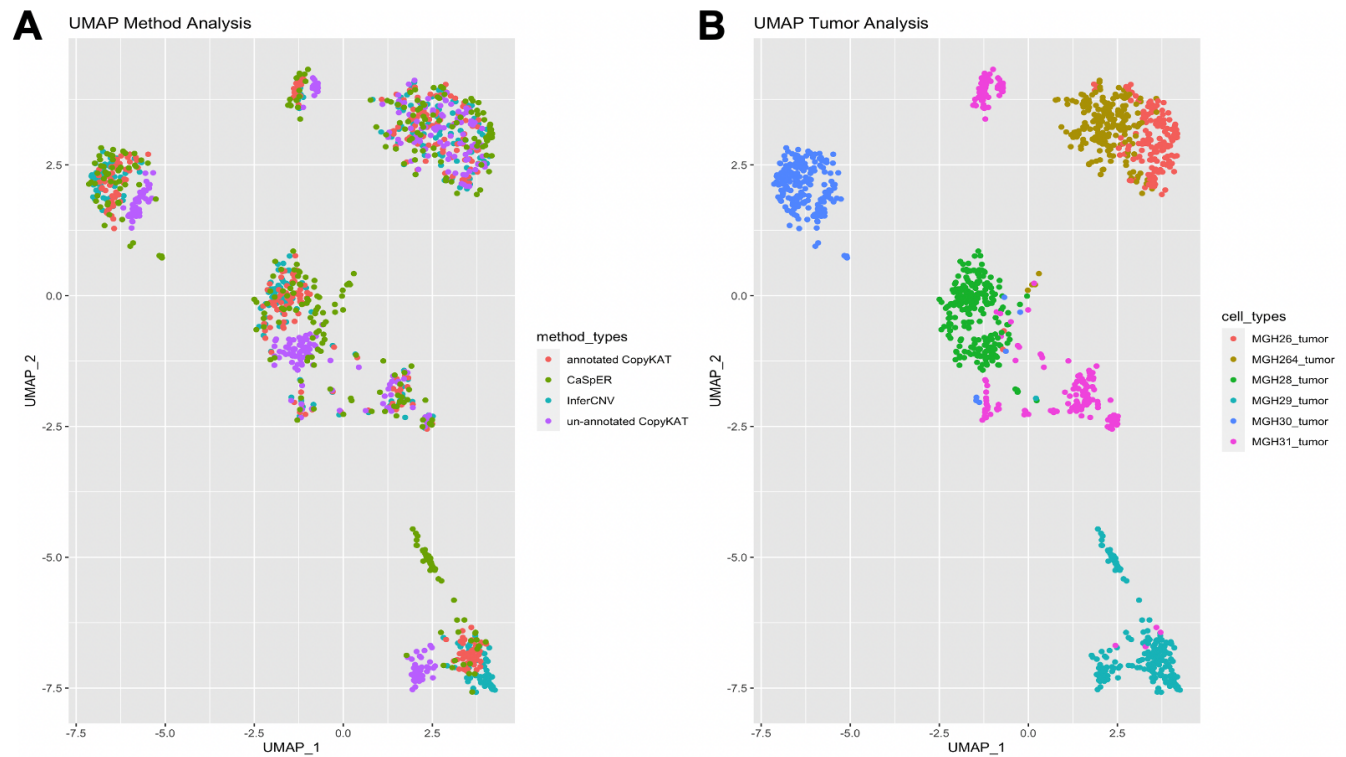 A
UMAP Method Analysis
UMAP_2
2.5
0.0
-2.5
-5.0
-7.5
-7.5
-5.0
-2.5
0.0
2.5
UMAP_1
method_types
annotated CopyKAT
CaSpER
InferCNV
un-annotated CopyKAT
B
UMAP Tumor Analysis
UMAP_2
2.5
0.0
-2.5
-5.0
-7.5
-7.5
-5.0
-2.5
0.0
2.5
UMAP_1
cell_types
MGH26_tumor
MGH264_tumor
MGH28_tumor
MGH29_tumor
MGH30_tumor
MGH31_tumor